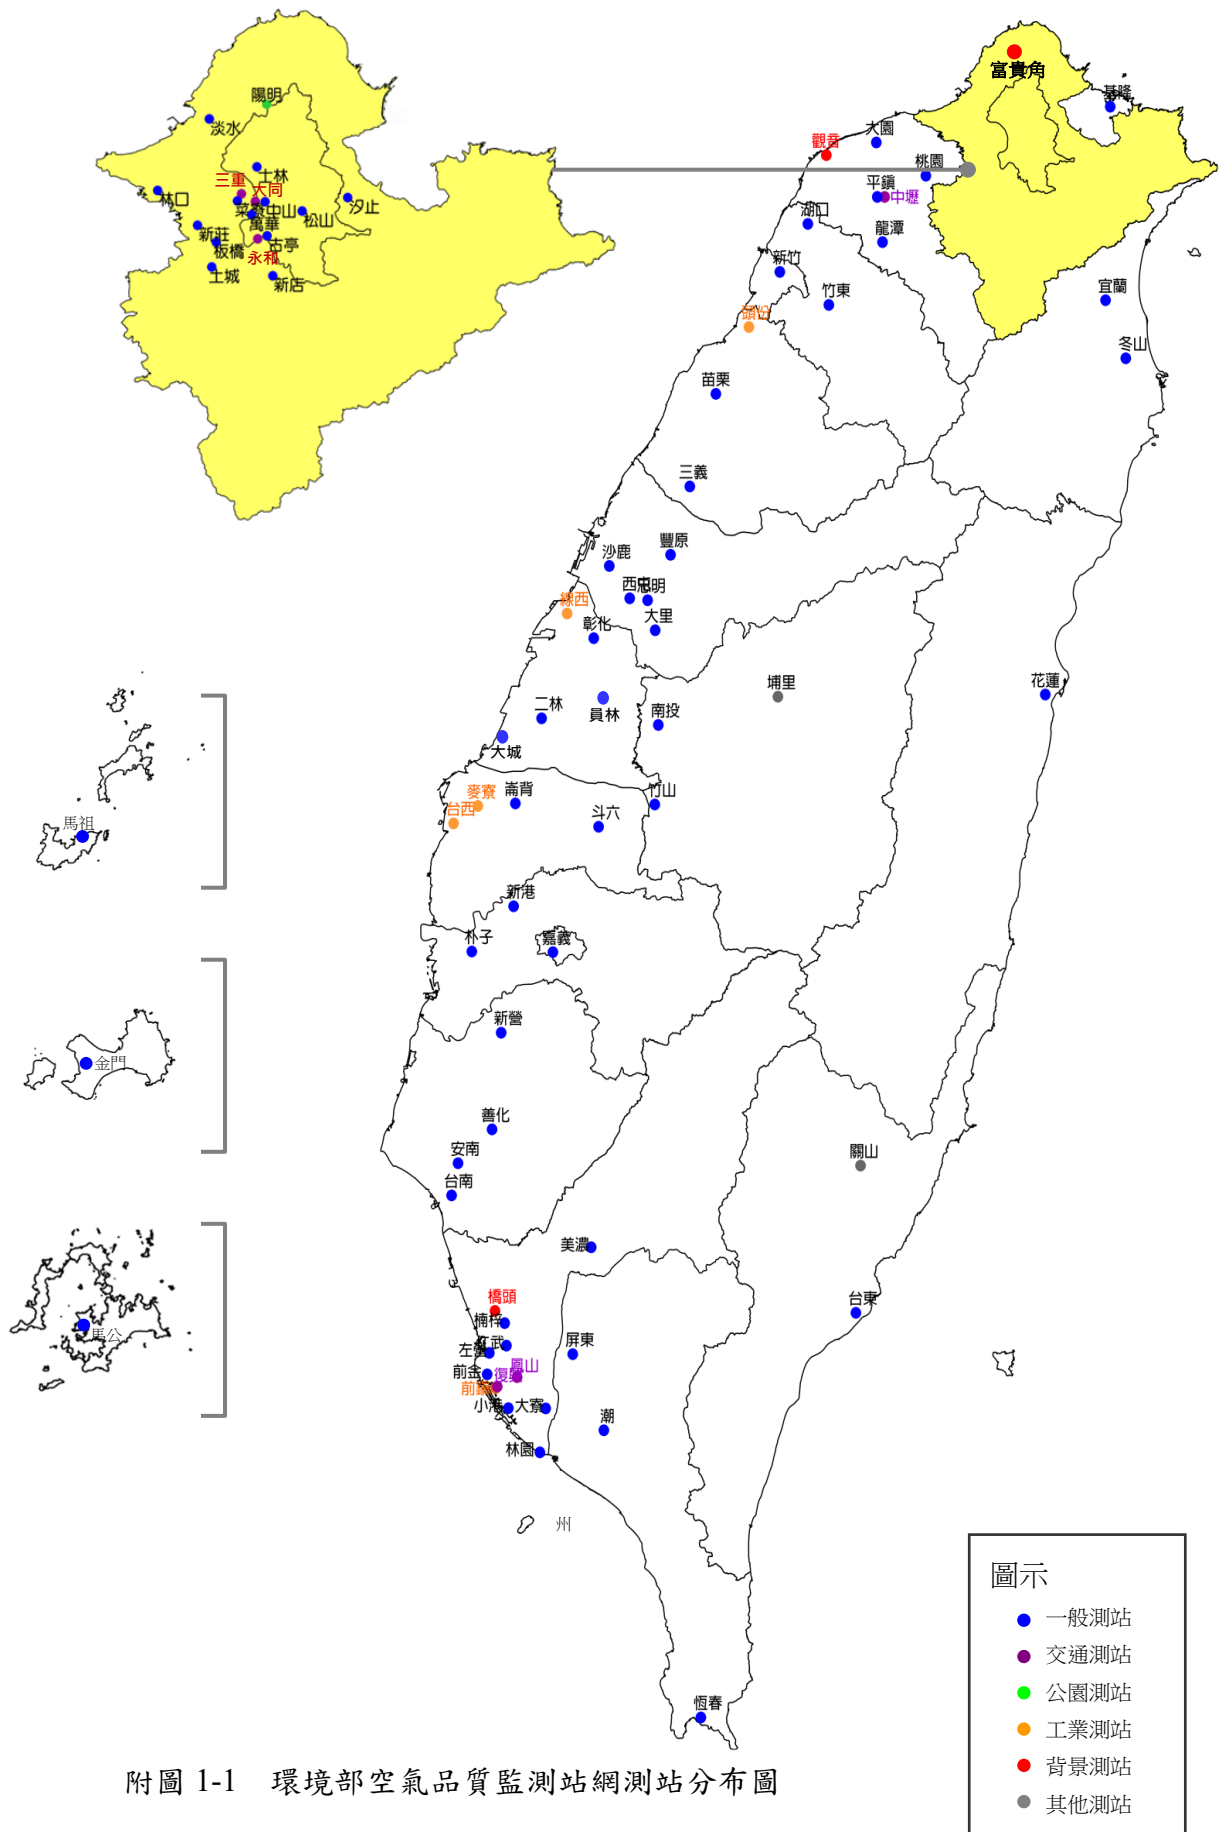 富貴角
基隆
陽明
淡水
大園
觀音
士林
桃園
三重
大同
平鎮
中壢
林口
菜寮
中山
汐止
松山
湖口
萬華
新莊
古亭
板橋
龍潭
永和
新竹
土城
新店
宜蘭
竹東
頭份
冬山
苗栗
三義
豐原
沙鹿
西屯
忠明
線西
大里
彰化
花蓮
埔里
二林
員林
南投
大城
麥寮
崙背
竹山
台西
斗六
馬祖
新港
朴子
嘉義
新營
金門
善化
安南
關山
台南
美濃
橋頭
台東
楠梓
馬公
仁武
屏東
左營
鳳山
前金
復興
前鎮
小港
大寮
潮
林園
州
圖示
一般測站
交通測站
公園測站
工業測站
背景測站
其他測站
恆春
附圖 1-1 環境部空氣品質監測站網測站分布圖